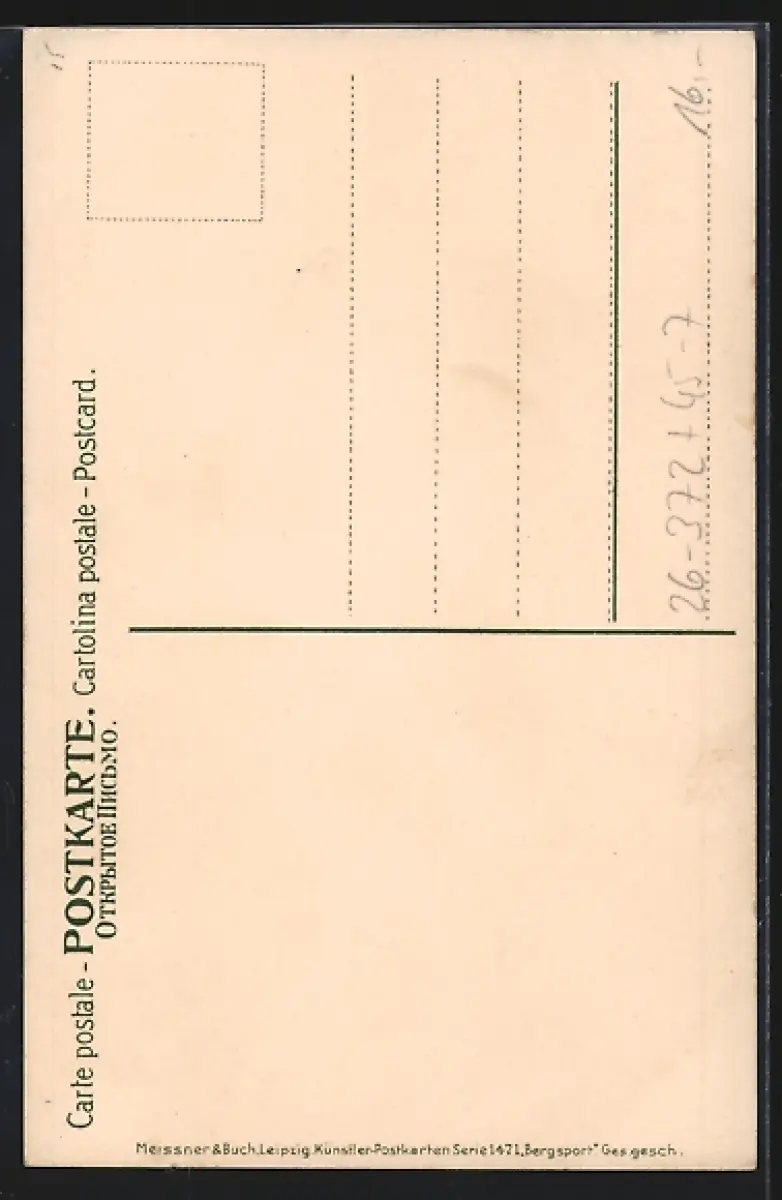 Carte postale - POSTKARTE. Cartolina postale - Postcard.
ОТКРЫТОЕ ПИСЬМО.
16.-
26-372+45-7
Meissner & Buch, Leipzig. Künstler-Postkarten Serie 1471 „Bergsport“ Ges. gesch.